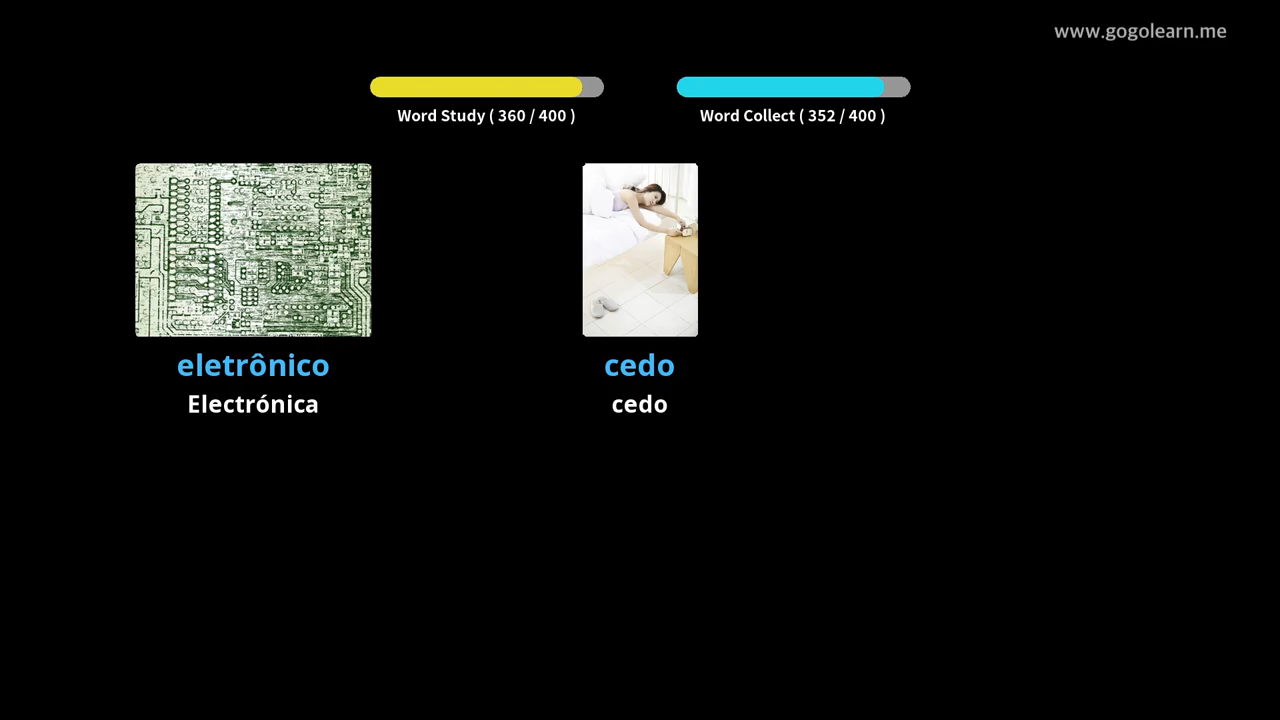 www.gogolearn.me
Word Study ( 360 / 400 )
Word Collect ( 352 / 400 )
eletrônico
Electrónica
cedo
cedo